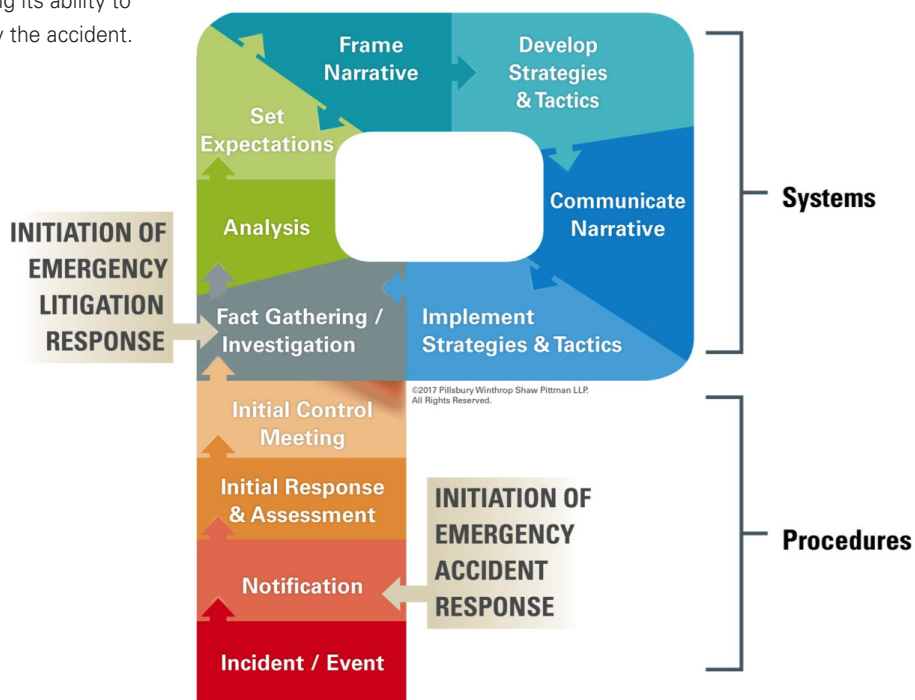 ng its ability to
y the accident.
Frame
Narrative
Develop
Strategies
& Tactics
Set
Expectations
Communicate
Narrative
Systems
Analysis
INITIATION OF
EMERGENCY
LITIGATION
RESPONSE
Fact Gathering /
Investigation
Implement
Strategies & Tactics
©2017 Pillsbury Winthrop Shaw Pittman LLP.
All Rights Reserved.
Initial Control
Meeting
Initial Response
& Assessment
INITIATION OF
EMERGENCY
ACCIDENT
RESPONSE
Procedures
Notification
Incident / Event